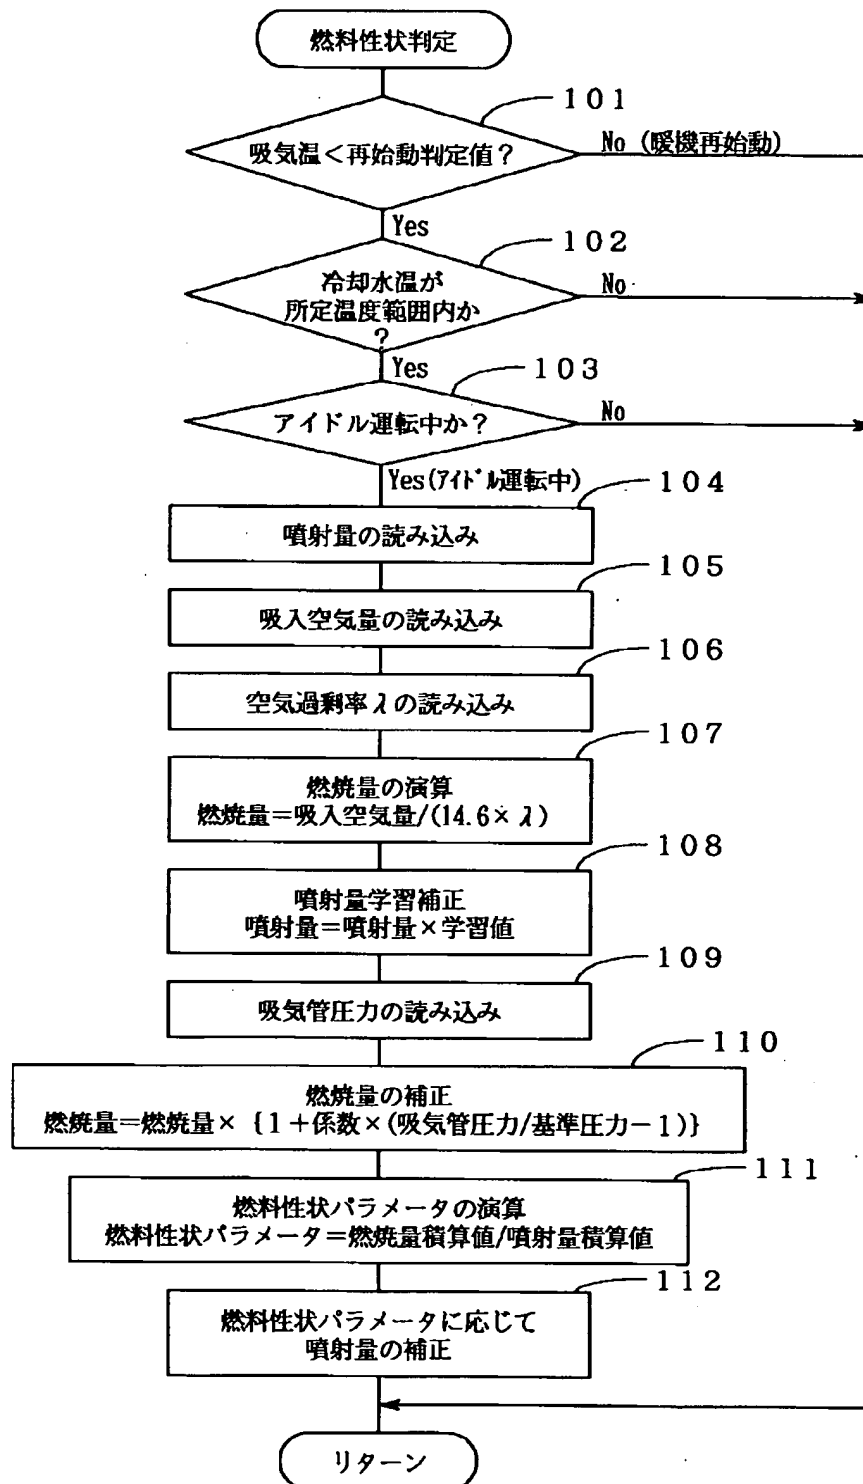 燃料性状判定
101
吸気温<再始動判定値?
No (暖機再始動)
Yes
102
冷却水温が
所定温度範囲内か
?
No
Yes
103
アイドル運転中か?
No
Yes(アイドル運転中)
104
噴射量の読み込み
105
吸入空気量の読み込み
106
空気過剰率λの読み込み
107
燃焼量の演算
燃焼量=吸入空気量/(14.6×λ)
108
噴射量学習補正
噴射量=噴射量×学習値
109
吸気管圧力の読み込み
110
燃焼量の補正
燃焼量=燃焼量× {1+係数×(吸気管圧力/基準圧力-1)}
111
燃料性状パラメータの演算
燃料性状パラメータ=燃焼量積算値/噴射量積算値
112
燃料性状パラメータに応じて
噴射量の補正
リターン